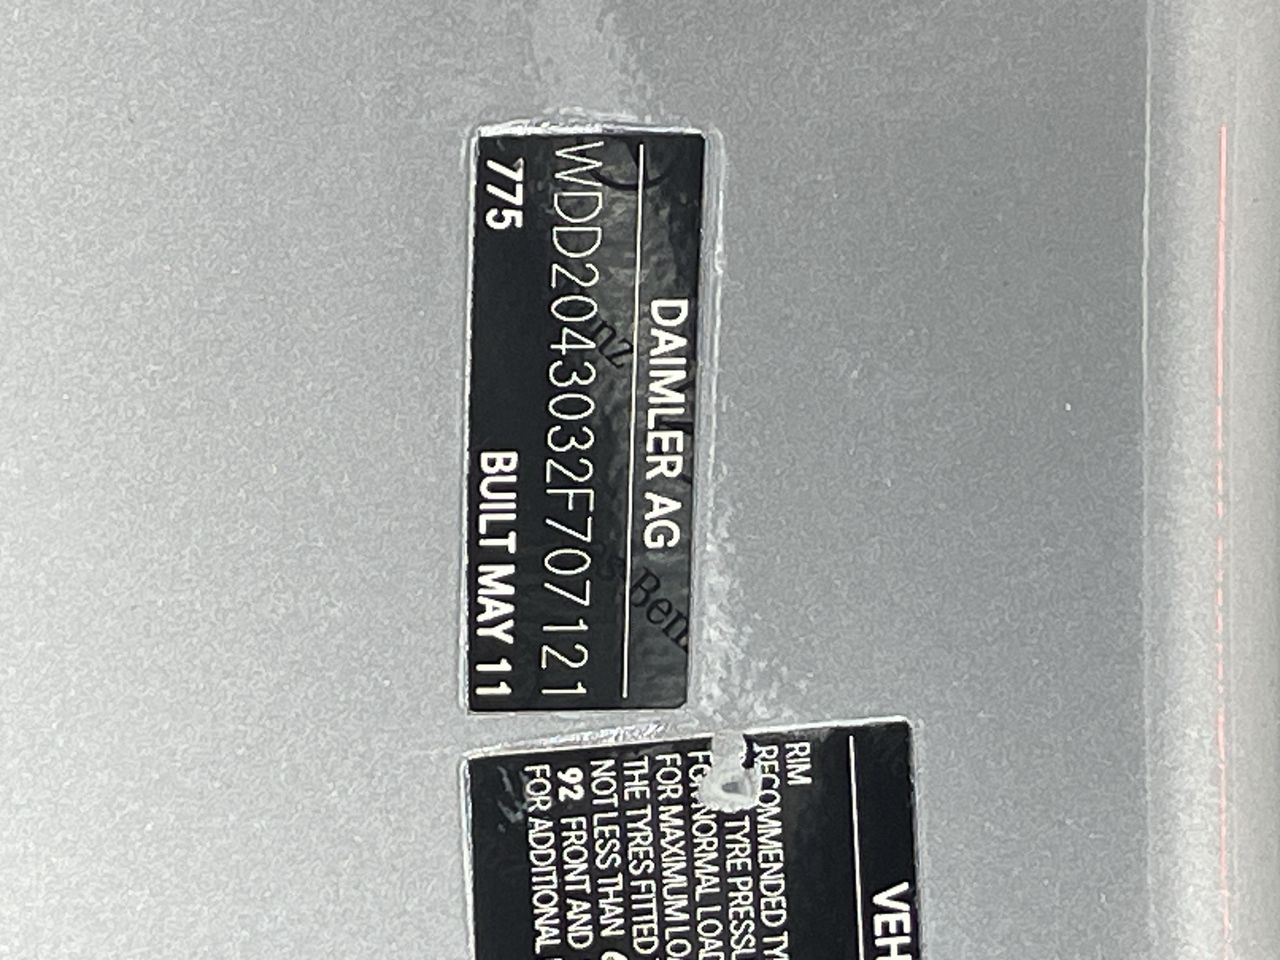 DAIMLER AG
WDD2043032F707121
775 BUILT MAY 11
VEH
RIM
RECOMMENDED TY
TYRE PRESSU
FOR NORMAL LOAD
FOR MAXIMUM LOA
THE TYRES FITTED
NOT LESS THAN
92 FRONT AND
FOR ADDITIONAL